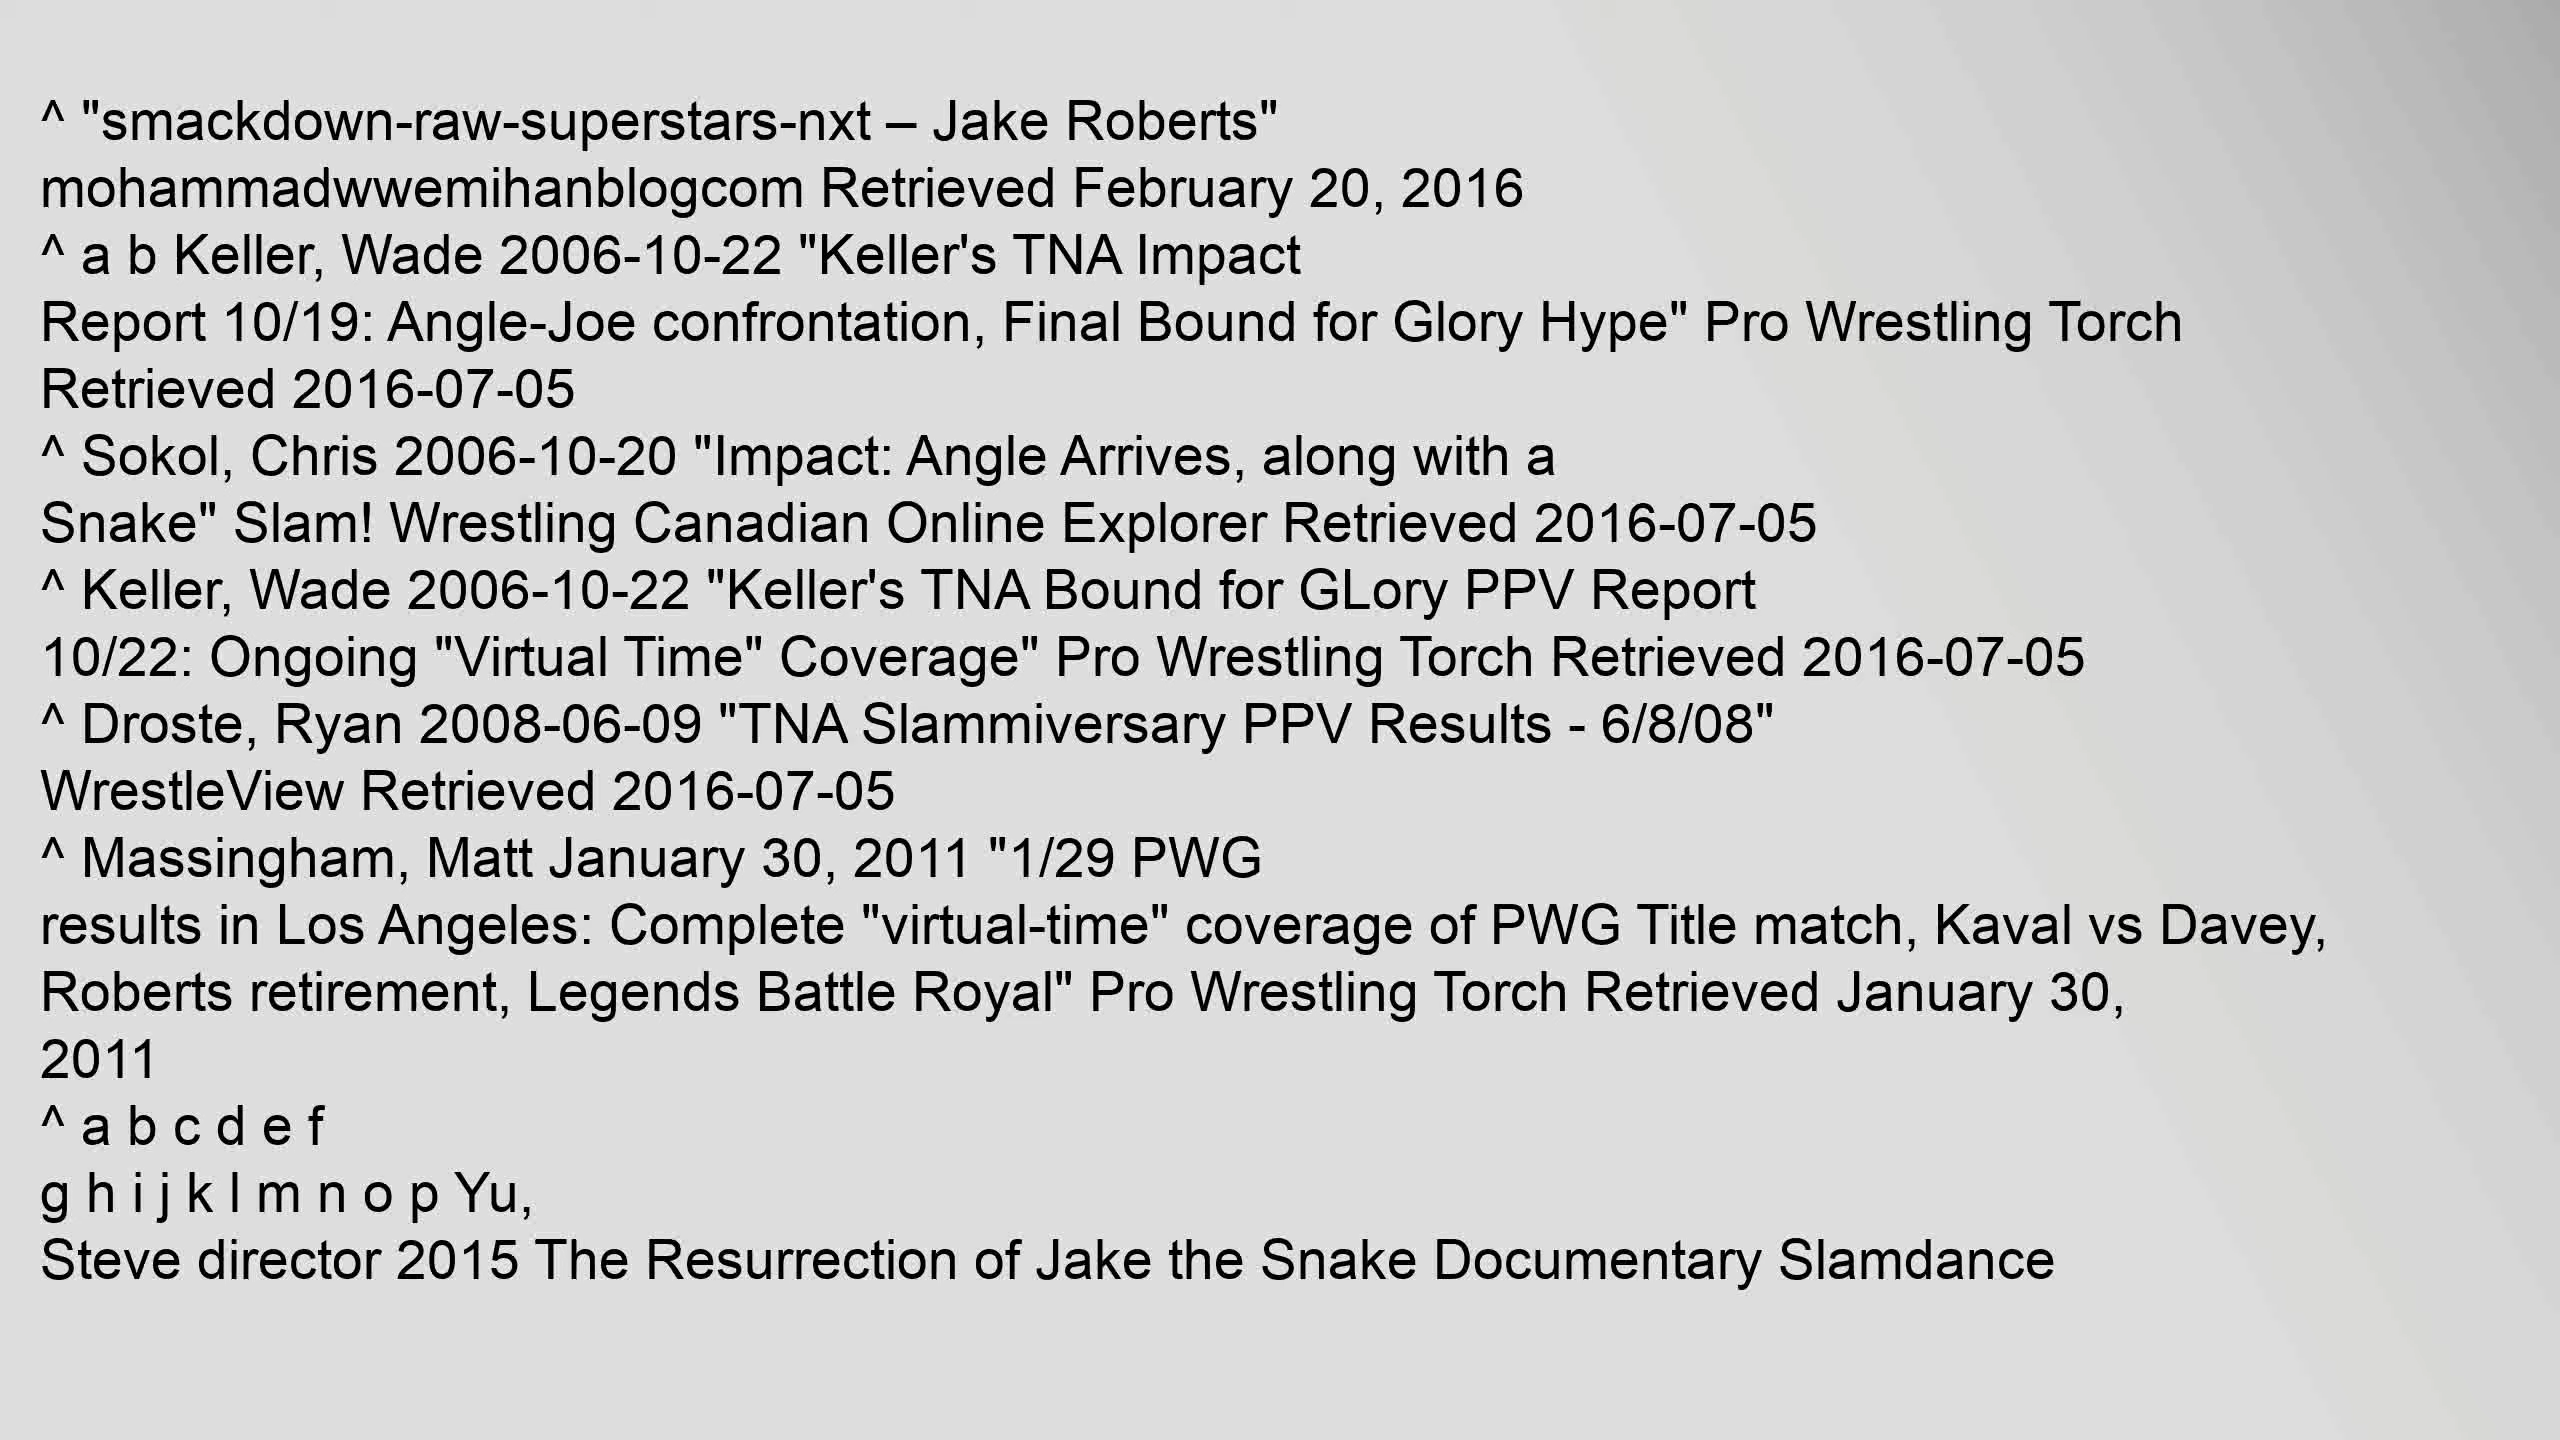 ^ "smackdown-raw-superstars-nxt – Jake Roberts"
mohammadwwemihanblogcom Retrieved February 20, 2016
^ a b Keller, Wade 2006-10-22 "Keller's TNA Impact
Report 10/19: Angle-Joe confrontation, Final Bound for Glory Hype" Pro Wrestling Torch
Retrieved 2016-07-05
^ Sokol, Chris 2006-10-20 "Impact: Angle Arrives, along with a
Snake" Slam! Wrestling Canadian Online Explorer Retrieved 2016-07-05
^ Keller, Wade 2006-10-22 "Keller's TNA Bound for GLory PPV Report
10/22: Ongoing "Virtual Time" Coverage" Pro Wrestling Torch Retrieved 2016-07-05
^ Droste, Ryan 2008-06-09 "TNA Slammiversary PPV Results - 6/8/08"
WrestleView Retrieved 2016-07-05
^ Massingham, Matt January 30, 2011 "1/29 PWG
results in Los Angeles: Complete "virtual-time" coverage of PWG Title match, Kaval vs Davey,
Roberts retirement, Legends Battle Royal" Pro Wrestling Torch Retrieved January 30,
2011
^ a b c d e f
g h i j k l m n o p Yu,
Steve director 2015 The Resurrection of Jake the Snake Documentary Slamdance